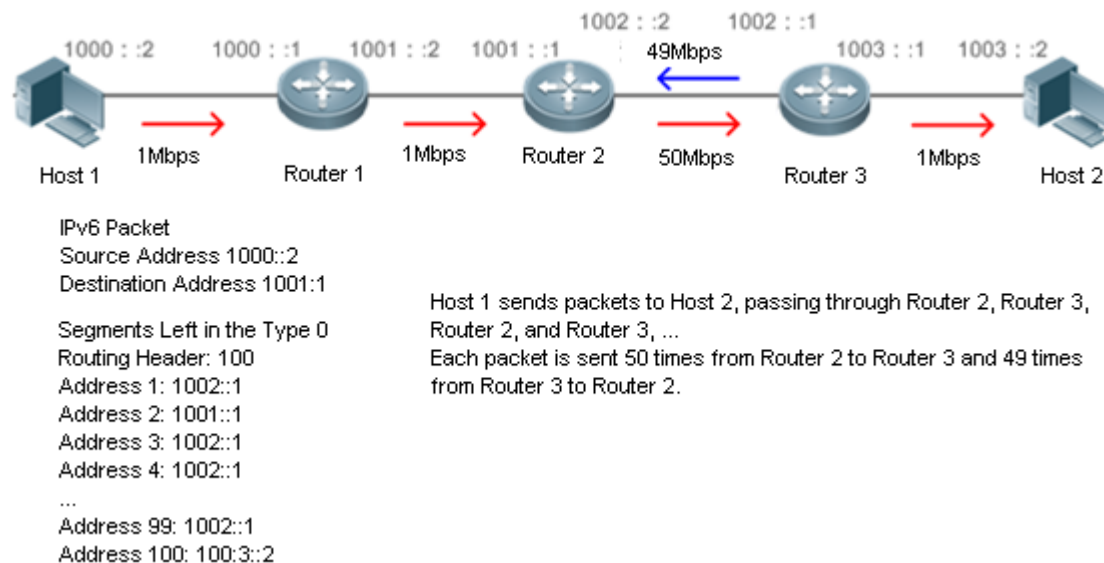 1002 : ::2
1002 : ::1
1000 : ::2
1000 : ::1
1001 : ::2
1001 : ::1
49Mbps
1003 : ::1
1003 : ::2
1Mbps
1Mbps
50Mbps
1Mbps
Host 1
Router 1
Router 2
Router 3
Host 2
IPv6 Packet
Source Address 1000::2
Destination Address 1001:1
Segments Left in the Type 0
Routing Header: 100
Address 1: 1002::1
Address 2: 1001::1
Address 3: 1002::1
Address 4: 1002::1
...
Address 99: 1002::1
Address 100: 100:3::2
Host 1 sends packets to Host 2, passing through Router 2, Router 3,
Router 2, and Router 3, ...
Each packet is sent 50 times from Router 2 to Router 3 and 49 times
from Router 3 to Router 2.